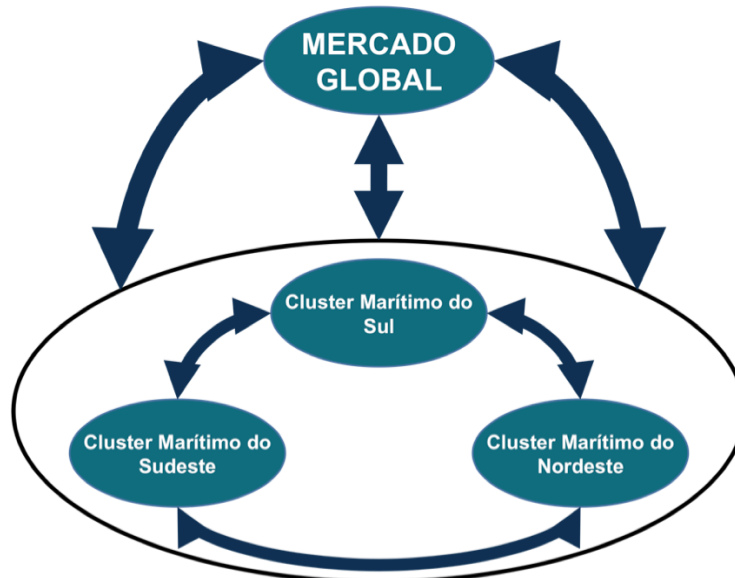 MERCADO
GLOBAL
Cluster Marítimo do
Sul
Cluster Marítimo do
Sudeste
Cluster Marítimo do
Nordeste